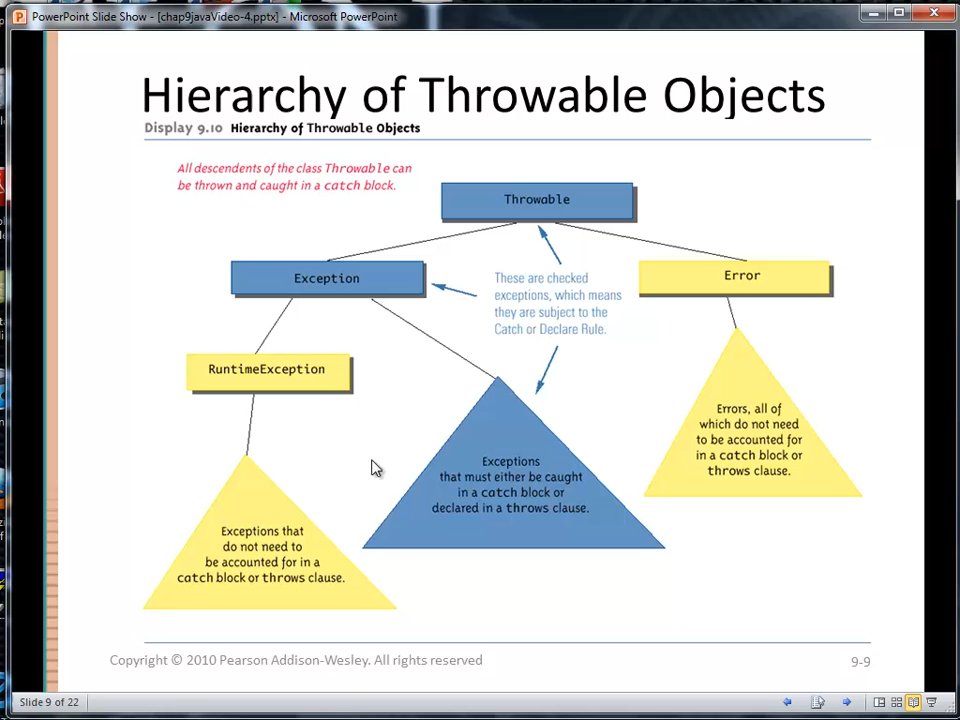 PowerPoint Slide Show - [chap9javaVideo-4.pptx] - Microsoft PowerPoint
Hierarchy of Throwable Objects
Display 9.10 Hierarchy of Throwable Objects
All descendents of the class Throwable can
be thrown and caught in a catch block.
Throwable
Exception
These are checked
exceptions, which means
they are subject to the
Catch or Declare Rule.
Error
RuntimeException
Errors, all of
which do not need
to be accounted for
in a catch block or
throws clause.
Exceptions
that must either be caught
in a catch block or
declared in a throws clause.
Exceptions that
do not need to
be accounted for in a
catch block or throws clause.
Copyright © 2010 Pearson Addison-Wesley. All rights reserved
9-9
Slide 9 of 22